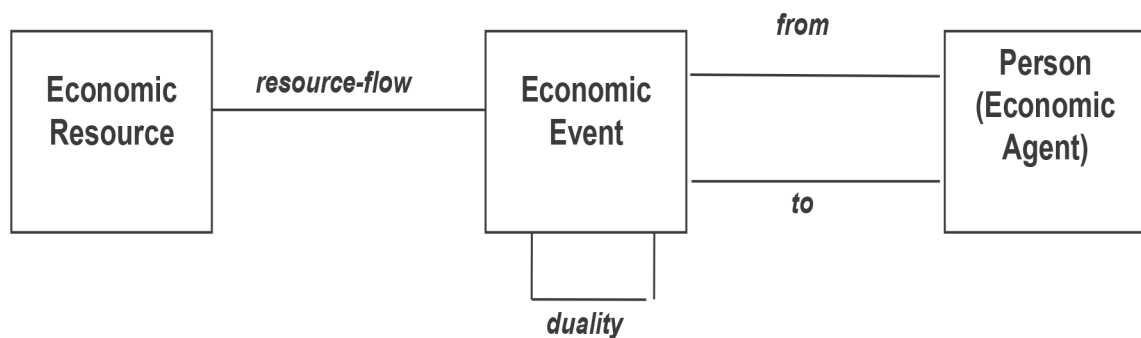 Economic
Resource
resource-flow
Economic
Event
from
to
Person
(Economic
Agent)
duality